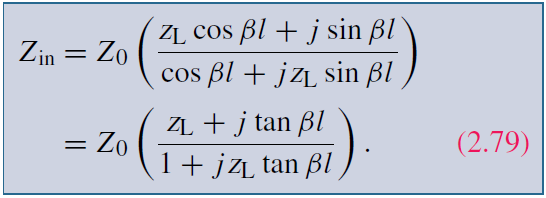 Z_in = Z_0 ( (z_L cos βl + j sin βl) / (cos βl + j z_L sin βl) )
= Z_0 ( (z_L + j tan βl) / (1 + j z_L tan βl) ) . (2.79)